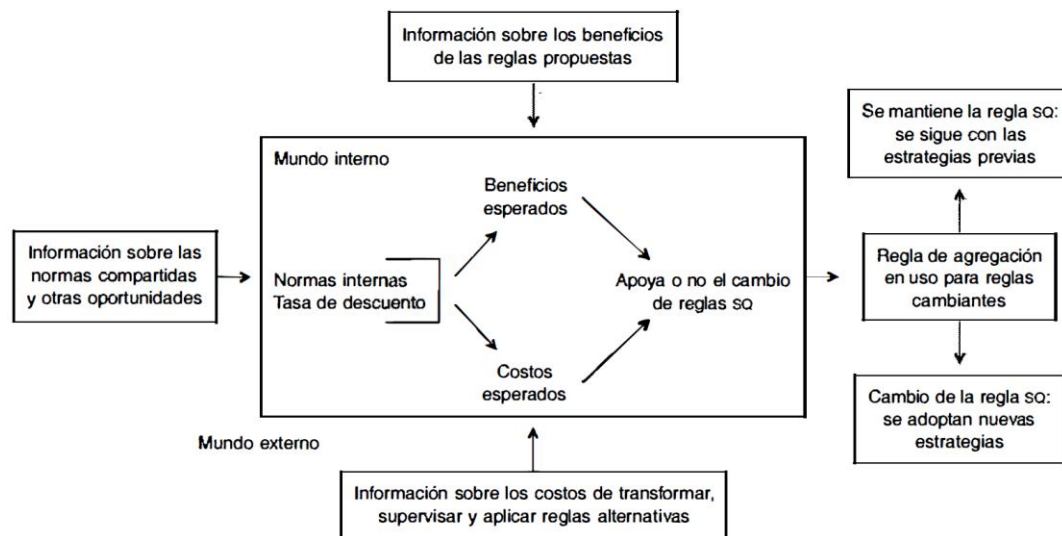 Información sobre los beneficios
de las reglas propuestas
Se mantiene la regla SQ:
se sigue con las
estrategias previas
Mundo interno
Beneficios
esperados
Información sobre las
normas compartidas
y otras oportunidades
Normas internas
Tasa de descuento
Apoya o no el cambio
de reglas SQ
Regla de agregación
en uso para reglas
cambiantes
Costos
esperados
Cambio de la regla SQ:
se adoptan nuevas
estrategias
Mundo externo
Información sobre los costos de transformar,
supervisar y aplicar reglas alternativas